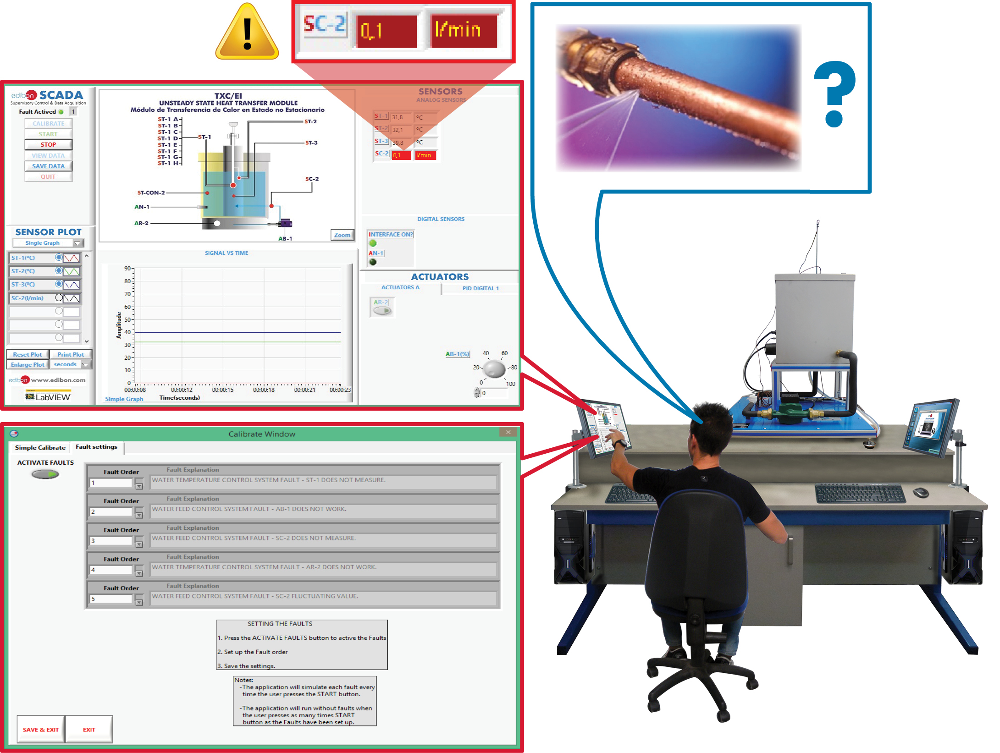 SC-2 0,1 l/min
?
edibon SCADA
Supervisory Control & Data Acquisition
Fault Actived 1
CALIBRATE
START
STOP
VIEW DATA
SAVE DATA
QUIT
SENSOR PLOT
Single Graph
ST-1(ºC)
ST-2(ºC)
ST-3(ºC)
SC-2(l/min)
Reset Plot Print Plot
Enlarge Plot seconds
edibon www.edibon.com
LabVIEW
TXC/EI
UNSTEADY STATE HEAT TRANSFER MODULE
Módulo de Transferencia de Calor en Estado no Estacionario
ST-1 A
ST-1 B
ST-1 C
ST-1 D
ST-1 E
ST-1 F
ST-1 G
ST-1 H
ST-1
ST-2
ST-3
SC-2
ST-CON-2
AN-1
AR-2
AB-1
Zoom
SIGNAL VS TIME
Amplitude
90
80
70
60
50
40
30
20
10
0
00:00:08 00:00:12 00:00:15 00:00:18 00:00:21 00:00:23
Simple Graph Time(seconds)
SENSORS
ANALOG SENSORS
ST-1 31,8 ºC
ST-2 32,1 ºC
ST-3 39,8 ºC
SC-2 0,1 l/min
DIGITAL SENSORS
INTERFACE ON?
AN-1
ACTUATORS
ACTUATORS A PID DIGITAL 1
AR-2
AB-1(%)
0 20 40 60 80 100
0
Calibrate Window
Simple Calibrate Fault settings
ACTIVATE FAULTS
Fault Order Fault Explanation
1 WATER TEMPERATURE CONTROL SYSTEM FAULT - ST-1 DOES NOT MEASURE.
Fault Order Fault Explanation
2 WATER FEED CONTROL SYSTEM FAULT - AB-1 DOES NOT WORK.
Fault Order Fault Explanation
3 WATER FEED CONTROL SYSTEM FAULT - SC-2 DOES NOT MEASURE.
Fault Order Fault Explanation
4 WATER TEMPERATURE CONTROL SYSTEM FAULT - AR-2 DOES NOT WORK.
Fault Order Fault Explanation
5 WATER FEED CONTROL SYSTEM FAULT - SC-2 FLUCTUATING VALUE.
SETTING THE FAULTS
1. Press the ACTIVATE FAULTS button to active the Faults
2. Set up the Fault order
3. Save the settings.
Notes:
-The application will simulate each fault every
time the user presses the START button.
-The application will run without faults when
the user presses as many times START
button as the Faults have been set up.
SAVE & EXIT EXIT